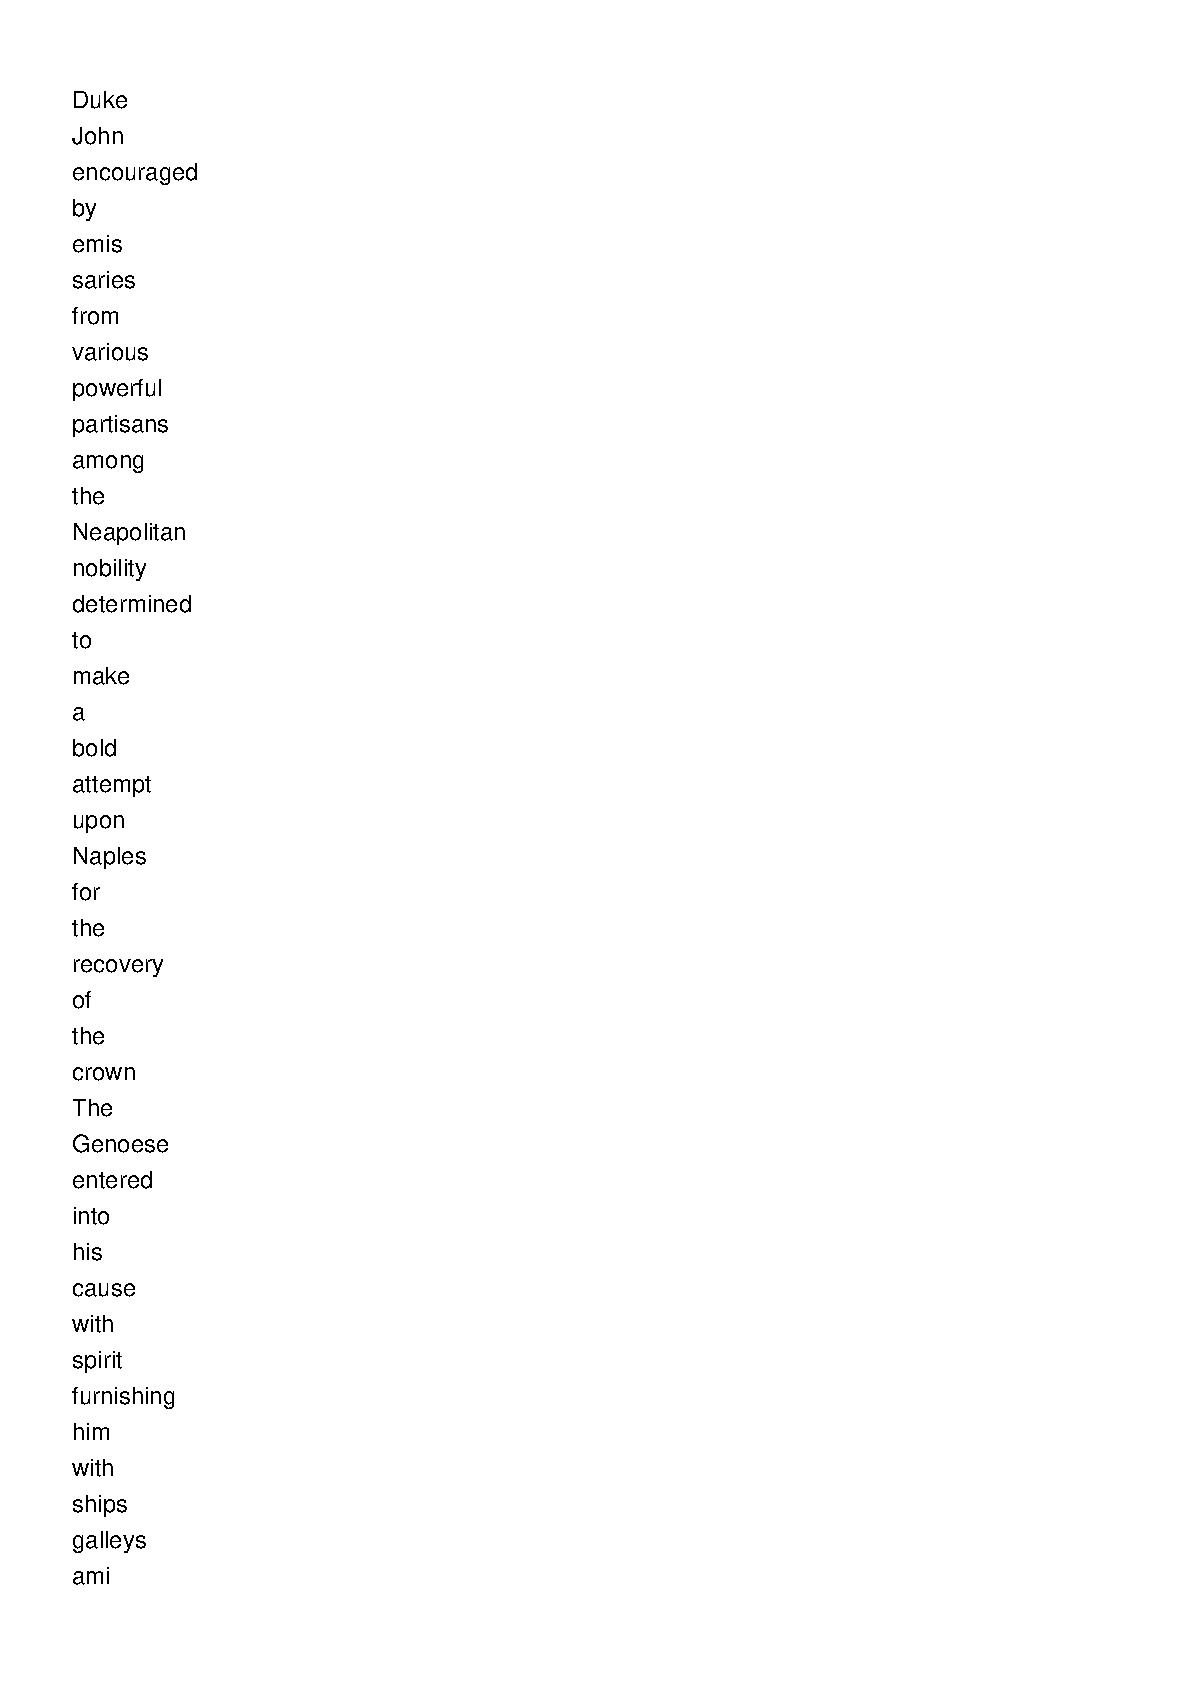 Duke
John
encouraged
by
emis
saries
from
various
powerful
partisans
among
the
Neapolitan
nobility
determined
to
make
a
bold
attempt
upon
Naples
for
the
recovery
of
the
crown
The
Genoese
entered
into
his
cause
with
spirit
furnishing
him
with
ships
galleys
ami